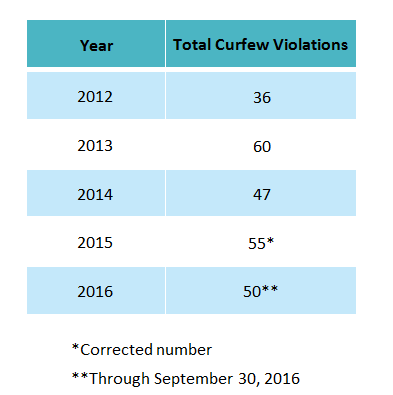 Year Total Curfew Violations
2012 36
2013 60
2014 47
2015 55*
2016 50**
*Corrected number
**Through September 30, 2016